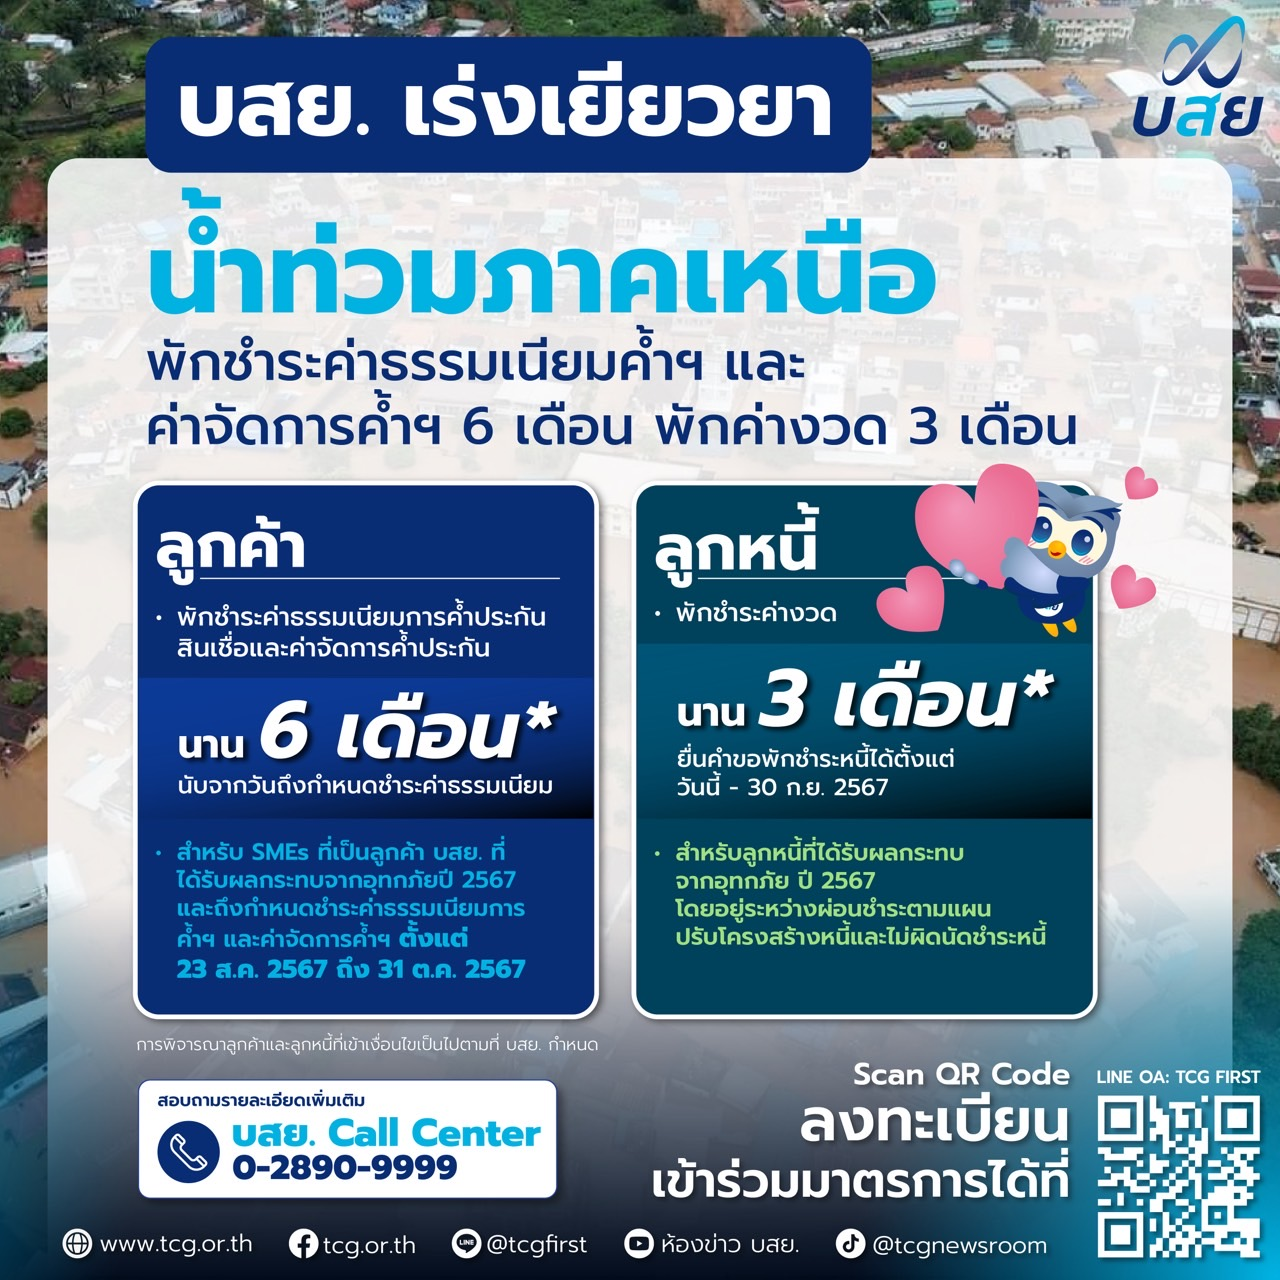 บสย. เร่งเยียวยา
บสย
น้ำท่วมภาคเหนือ
พักชำระค่าธรรมเนียมค้ำฯ และ
ค่าจัดการค้ำฯ 6 เดือน พักค่างวด 3 เดือน
ลูกค้า
• พักชำระค่าธรรมเนียมการค้ำประกัน
สินเชื่อและค่าจัดการค้ำประกัน
นาน 6 เดือน*
นับจากวันถึงกำหนดชำระค่าธรรมเนียม
• สำหรับ SMEs ที่เป็นลูกค้า บสย. ที่
ได้รับผลกระทบจากอุทกภัยปี 2567
และถึงกำหนดชำระค่าธรรมเนียมการ
ค้ำฯ และค่าจัดการค้ำฯ ตั้งแต่
23 ส.ค. 2567 ถึง 31 ต.ค. 2567
ลูกหนี้
• พักชำระค่างวด
นาน 3 เดือน*
ยื่นคำขอพักชำระหนี้ได้ตั้งแต่
วันนี้ - 30 ก.ย. 2567
• สำหรับลูกหนี้ที่ได้รับผลกระทบ
จากอุทกภัย ปี 2567
โดยอยู่ระหว่างผ่อนชำระตามแผน
ปรับโครงสร้างหนี้และไม่ผิดนัดชำระหนี้
การพิจารณาลูกค้าและลูกหนี้ที่เข้าเงื่อนไขเป็นไปตามที่ บสย. กำหนด
สอบถามรายละเอียดเพิ่มเติม
บสย. Call Center
0-2890-9999
Scan QR Code
ลงทะเบียน
เข้าร่วมมาตรการได้ที่
LINE OA: TCG FIRST
www.tcg.or.th
tcg.or.th
LINE @tcgfirst
ห้องข่าว บสย.
@tcgnewsroom